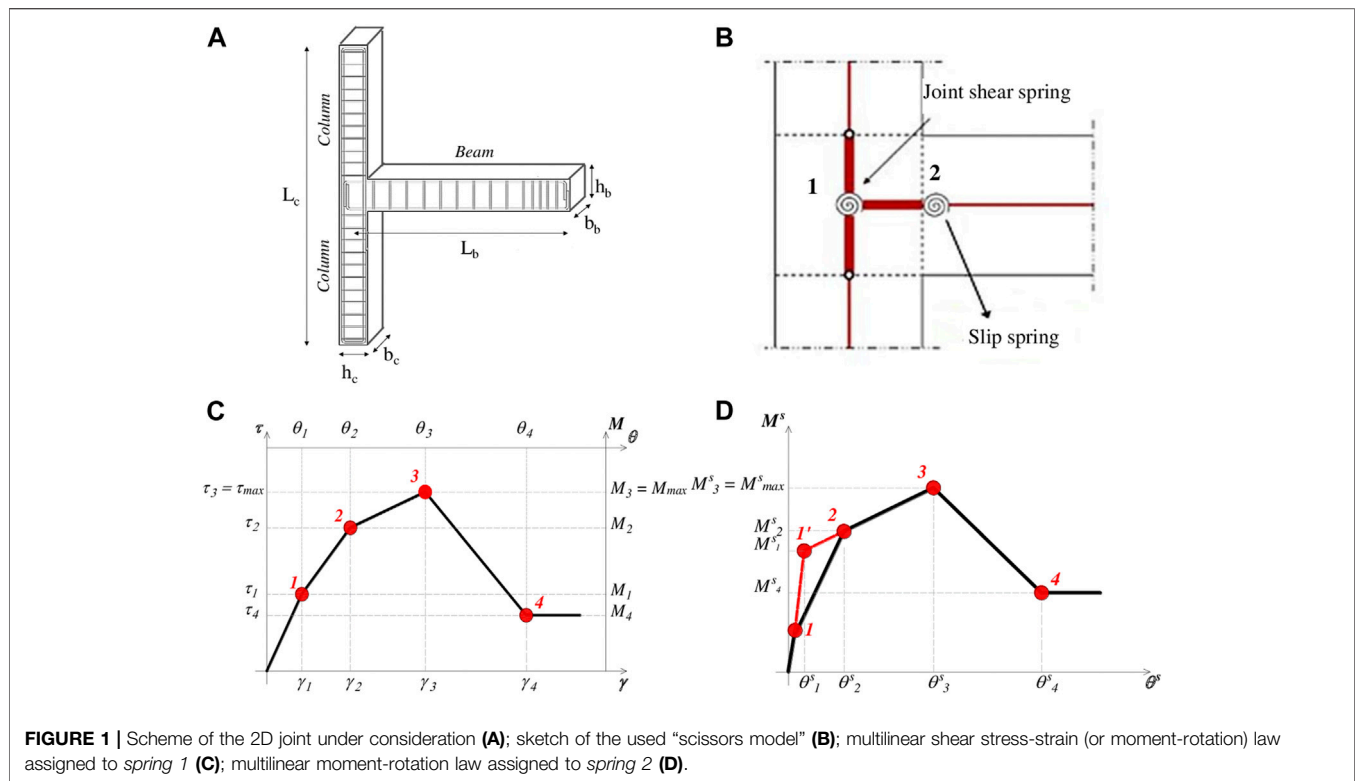 A
Column
Column
L_c
Beam
h_b
b_b
L_b
b_c
h_c
B
Joint shear spring
1
2
Slip spring
C
τ θ_1 θ_2 θ_3 θ_4 M θ
τ_3 = τ_max
τ_2
τ_1
τ_4
1
2
3
4
M_3 = M_max
M_2
M_1
M_4
γ_1 γ_2 γ_3 γ_4 γ
D
M^s
M^s_3 = M^s_max
M^s_2
M^s_1
M^s_4
1'
1
2
3
4
θ^s_1 θ^s_2 θ^s_3 θ^s_4 θ^s
FIGURE 1 | Scheme of the 2D joint under consideration (A); sketch of the used “scissors model” (B); multilinear shear stress-strain (or moment-rotation) law
assigned to spring 1 (C); multilinear moment-rotation law assigned to spring 2 (D).